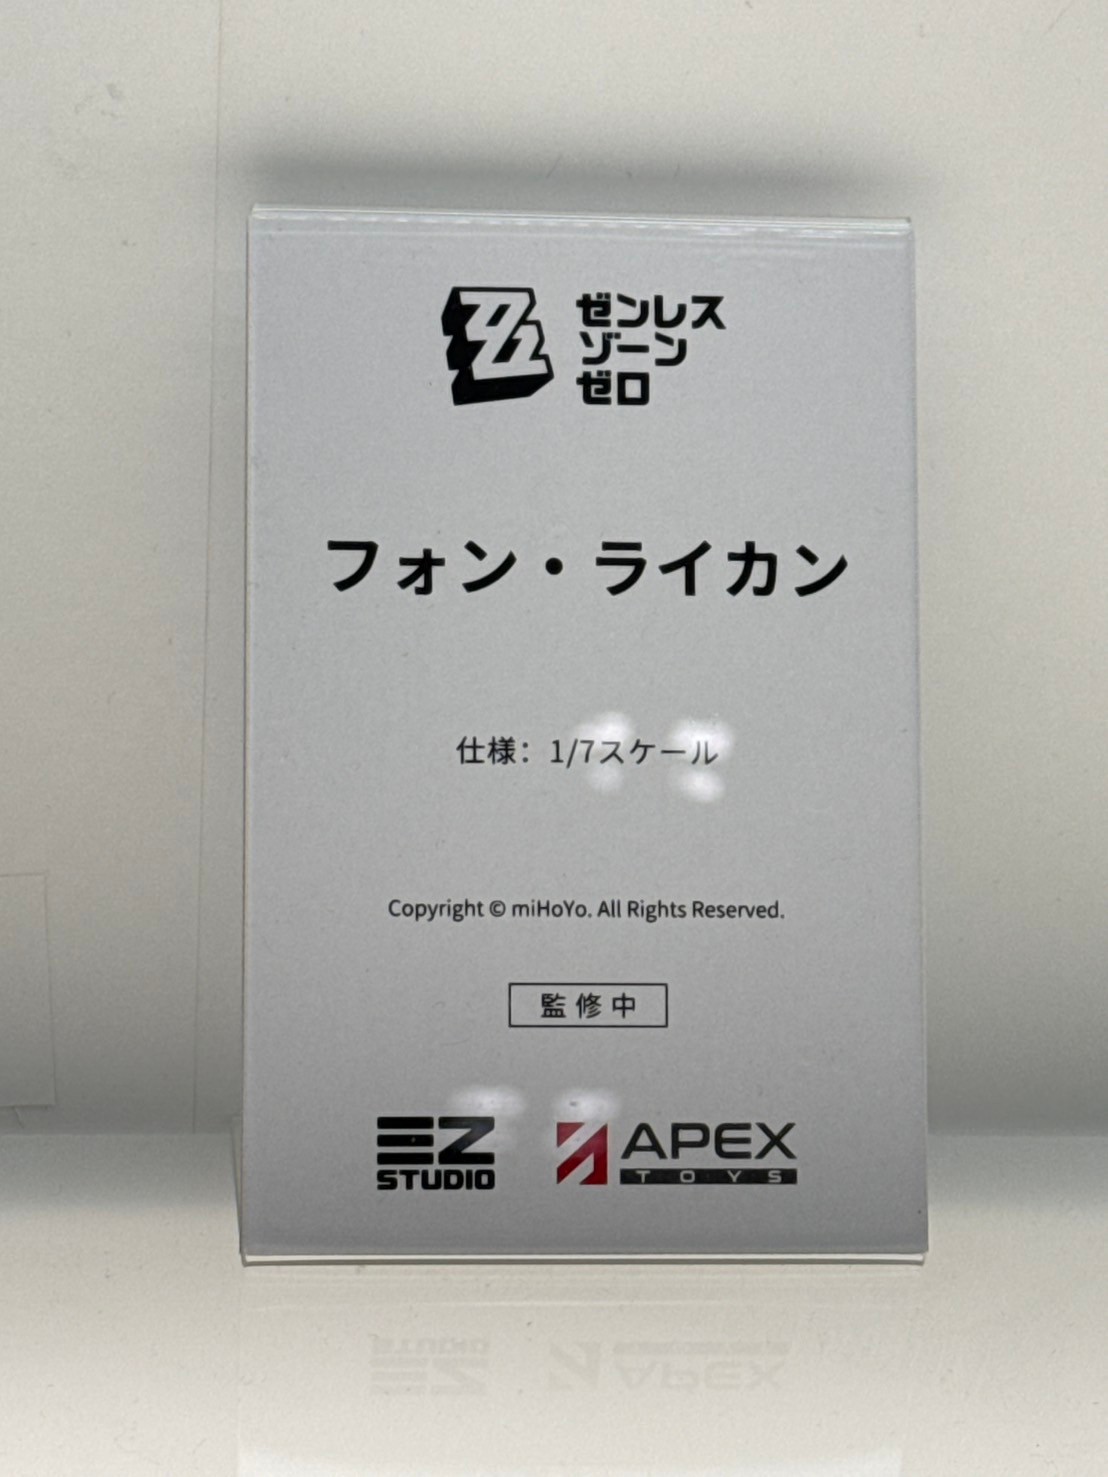 ゼンレス
ゾーン
ゼロ
フォン・ライカン
仕様：1/7スケール
Copyright © miHoYo. All Rights Reserved.
監修中
EZ STUDIO
APEX TOYS